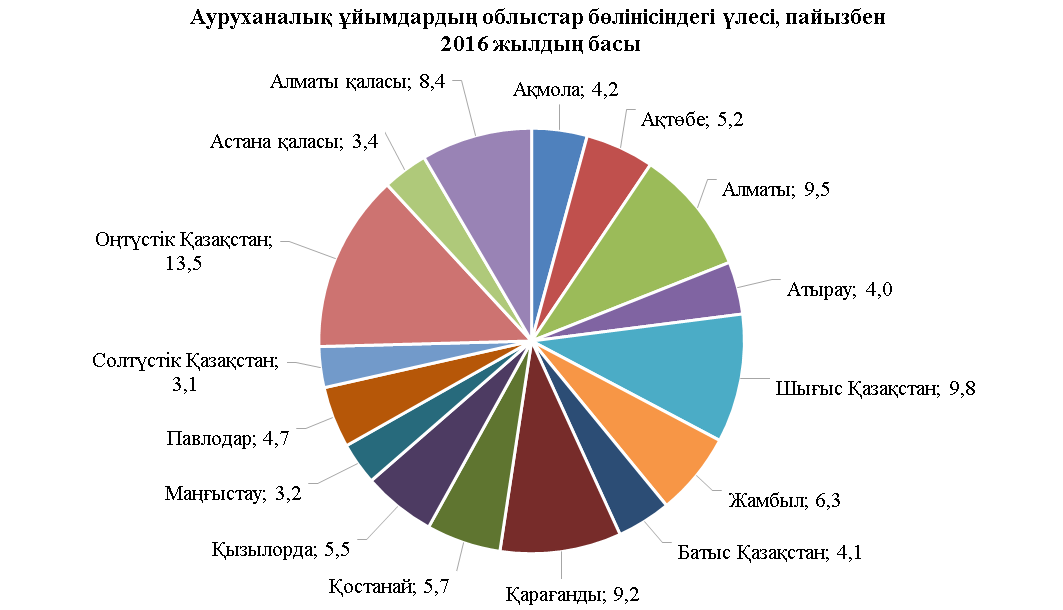 Ауруханалық ұйымдардың облыстар бөлінісіндегі үлесі, пайызбен
2016 жылдың басы
Ақмола; 4,2
Ақтөбе; 5,2
Алматы; 9,5
Атырау; 4,0
Шығыс Қазақстан; 9,8
Жамбыл; 6,3
Батыс Қазақстан; 4,1
Қарағанды; 9,2
Қостанай; 5,7
Қызылорда; 5,5
Маңғыстау; 3,2
Павлодар; 4,7
Солтүстік Қазақстан;
3,1
Оңтүстік Қазақстан;
13,5
Астана қаласы; 3,4
Алматы қаласы; 8,4